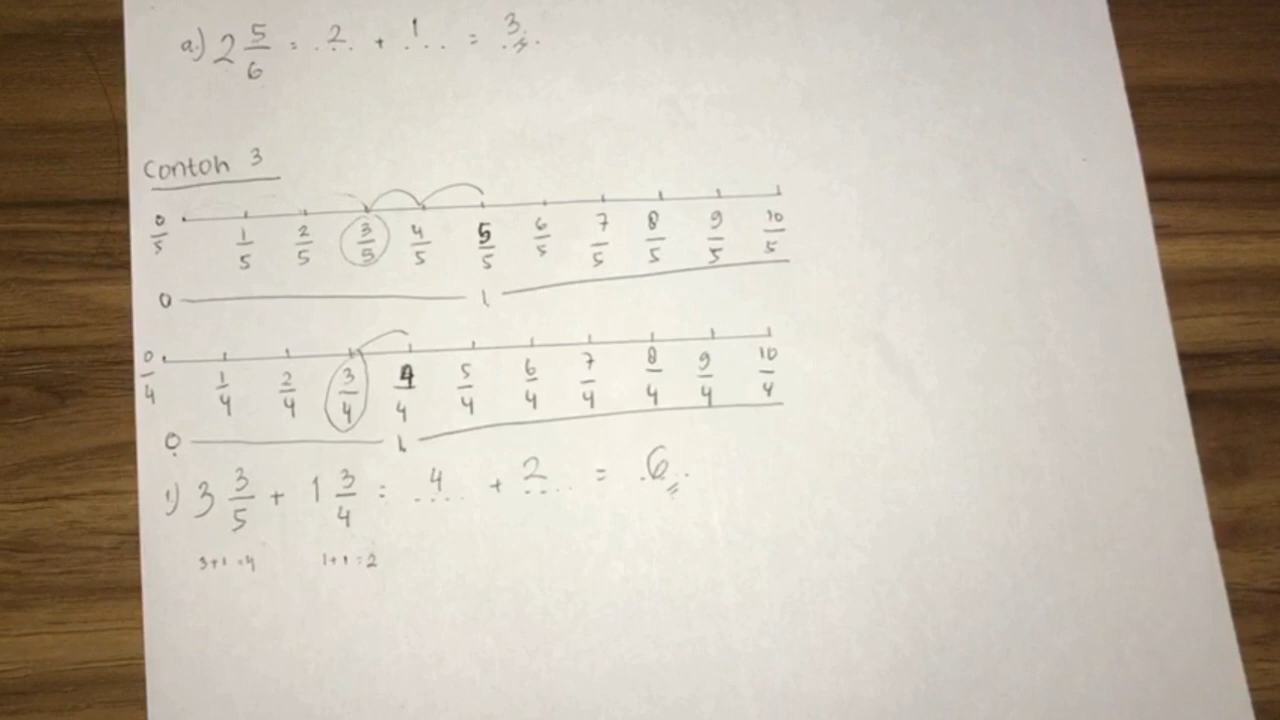 a.) 2 5/6 = ..2.. + ..1.. = ..3..
Contoh 3
0/5 1/5 2/5 3/5 4/5 5/5 6/5 7/5 8/5 9/5 10/5
0 1
0/4 1/4 2/4 3/4 4/4 5/4 6/4 7/4 8/4 9/4 10/4
0 1
1) 3 3/5 + 1 3/4 = ..4.. + ..2.. = ..6..
3+1=4 1+1=2